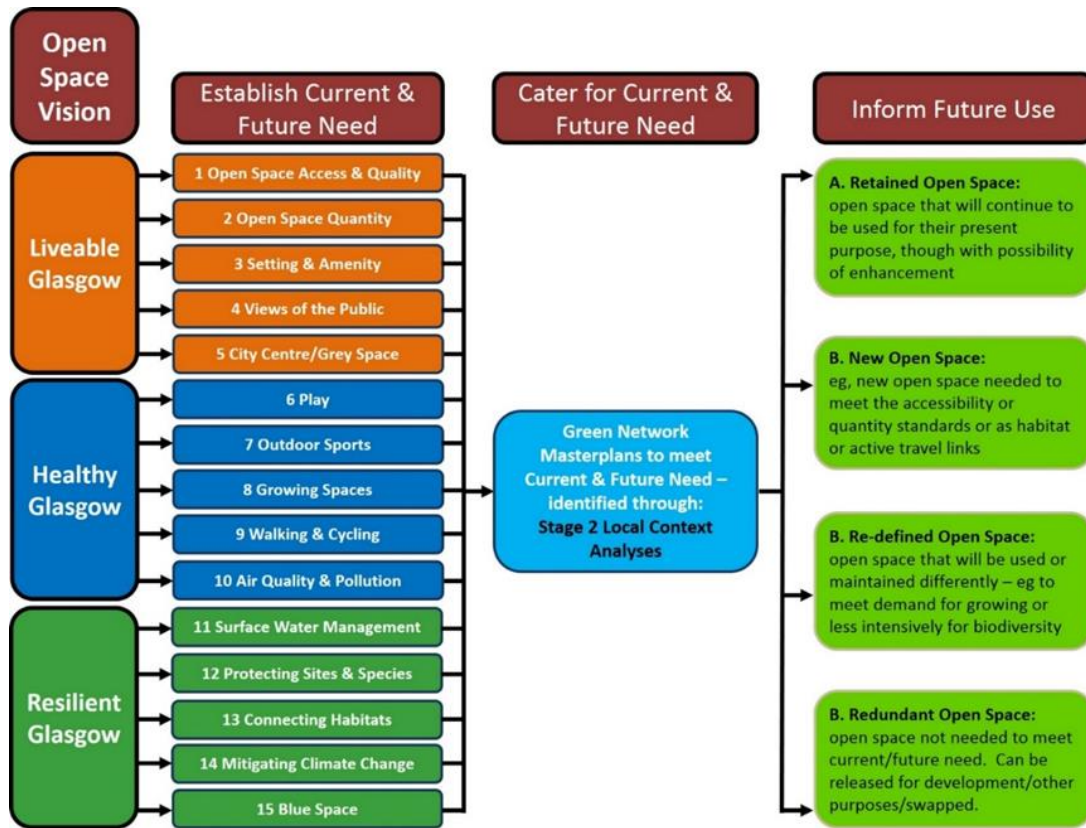 Open
Space
Vision
Establish Current &
Future Need
Cater for Current &
Future Need
Inform Future Use
Liveable
Glasgow
1 Open Space Access & Quality
2 Open Space Quantity
3 Setting & Amenity
4 Views of the Public
5 City Centre/Grey Space
Healthy
Glasgow
6 Play
7 Outdoor Sports
8 Growing Spaces
9 Walking & Cycling
10 Air Quality & Pollution
Resilient
Glasgow
11 Surface Water Management
12 Protecting Sites & Species
13 Connecting Habitats
14 Mitigating Climate Change
15 Blue Space
Green Network
Masterplans to meet
Current & Future Need –
identified through:
Stage 2 Local Context
Analyses
A. Retained Open Space:
open space that will continue to
be used for their present
purpose, though with possibility
of enhancement
B. New Open Space:
eg, new open space needed to
meet the accessibility or
quantity standards or as habitat
or active travel links
B. Re-defined Open Space:
open space that will be used or
maintained differently – eg to
meet demand for growing or
less intensively for biodiversity
B. Redundant Open Space:
open space not needed to meet
current/future need. Can be
released for development/other
purposes/swapped.